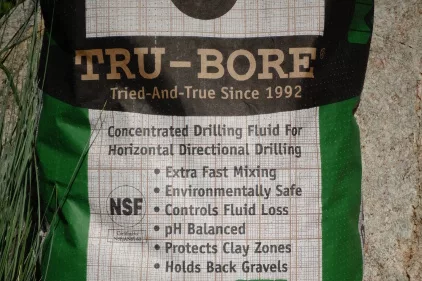 TRU-BORE®
Tried-And-True Since 1992
Concentrated Drilling Fluid For
Horizontal Directional Drilling
• Extra Fast Mixing
• Environmentally Safe
• Controls Fluid Loss
• pH Balanced
• Protects Clay Zones
• Holds Back Gravels
NSF